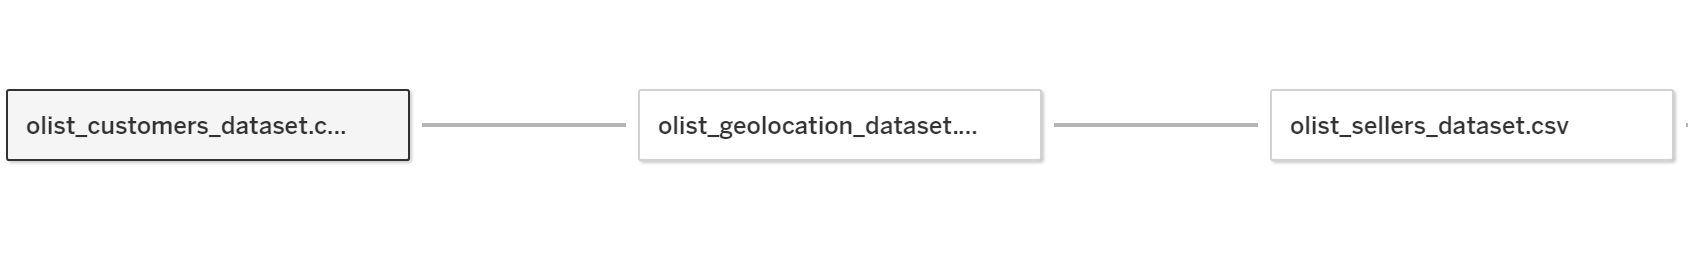 olist_customers_dataset.c...
olist_geolocation_dataset....
olist_sellers_dataset.csv